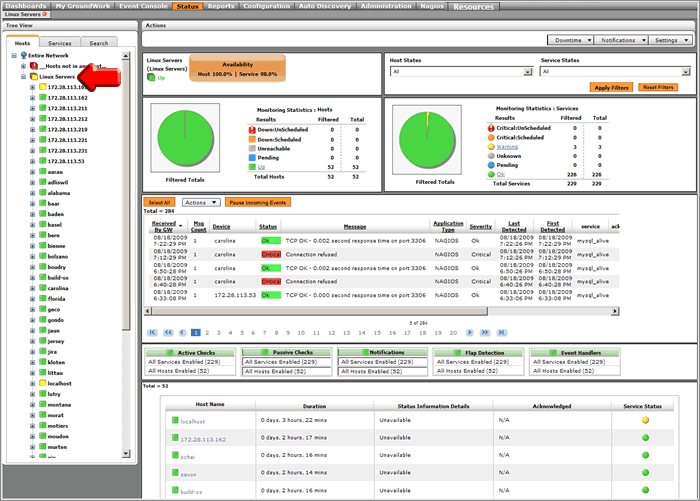 Dashboards My GroundWork Event Console Status Reports Configuration Auto Discovery Administration Nagios Resources
Linux Servers
Tree View
Hosts Services Search
Entire Network
__Hosts not in any
Linux Servers
172.28.113.162
172.28.113.211
172.28.113.212
172.28.113.219
172.28.113.221
172.28.113.231
172.28.113.53
aarau
adliswil
alabama
baar
baden
basel
bern
bienne
bolzano
boudry
build-os
carolina
florida
geco
gondo
jaun
jersey
jira
kloten
littau
localhost
lutry
montana
morat
motiers
moudon
murten
Actions
Downtime Notifications Settings
Linux Servers
(Linux Servers)
Up
Availability
Host 100.0% | Service 98.0%
Host States Service States
All All
Apply Filters Reset Filters
Filtered Totals
Monitoring Statistics : Hosts
Results Filtered Total
Down:UnScheduled 0 0
Down:Scheduled 0 0
Unreachable 0 0
Pending 0 0
Up 52 52
Total Hosts 52 52
Filtered Totals
Monitoring Statistics : Services
Results Filtered Total
Critical:UnScheduled 0 0
Critical:Scheduled 0 0
Warning 3 3
Unknown 0 0
Pending 0 0
Ok 226 226
Total Services 229 229
Select All Actions Pause Incoming Events
Total = 284
Received By GW Msg Count Device Status Message Application Type Severity Last Detected First Detected service
08/18/2009 7:22:29 PM 1 carolina Ok TCP OK - 0.002 second response time on port 3306 NAGIOS Ok 08/18/2009 7:22:26 PM 08/18/2009 7:22:26 PM mysql_alive
08/18/2009 7:12:29 PM 1 carolina Critical Connection refused NAGIOS Critical 08/18/2009 7:12:26 PM 08/18/2009 7:12:26 PM mysql_alive
08/18/2009 6:50:28 PM 1 carolina Ok TCP OK - 0.002 second response time on port 3306 NAGIOS Ok 08/18/2009 6:50:26 PM 08/18/2009 6:50:26 PM mysql_alive
08/18/2009 6:40:28 PM 1 carolina Critical Connection refused NAGIOS Critical 08/18/2009 6:40:26 PM 08/18/2009 6:40:26 PM mysql_alive
08/18/2009 6:33:08 PM 1 172.28.113.53 Ok TCP OK - 0.000 second response time on port 3306 NAGIOS Ok 08/18/2009 6:33:06 PM 08/18/2009 6:33:06 PM mysql_alive
5 of 284
1 2 3 4 5 6 7 8 9 10 11 12 13 14 15 16 17 18 19 20
Active Checks Passive Checks Notifications Flap Detection Event Handlers
All Services Enabled (229) All Services Enabled (229) All Services Enabled (229) All Services Enabled (229) All Services Enabled (229)
All Hosts Enabled (52) All Hosts Enabled (52) All Hosts Enabled (52) All Hosts Enabled (52) All Hosts Enabled (52)
Total = 52
Host Name Duration Status Information Details Acknowledged Service Status
localhost 0 days, 3 hours, 22 mins Unavailable N/A
172.28.113.162 0 days, 2 hours, 17 mins Unavailable N/A
schei 0 days, 2 hours, 16 mins Unavailable N/A
saxon 0 days, 2 hours, 14 mins Unavailable N/A
build-os 0 days, 2 hours, 16 mins Unavailable N/A